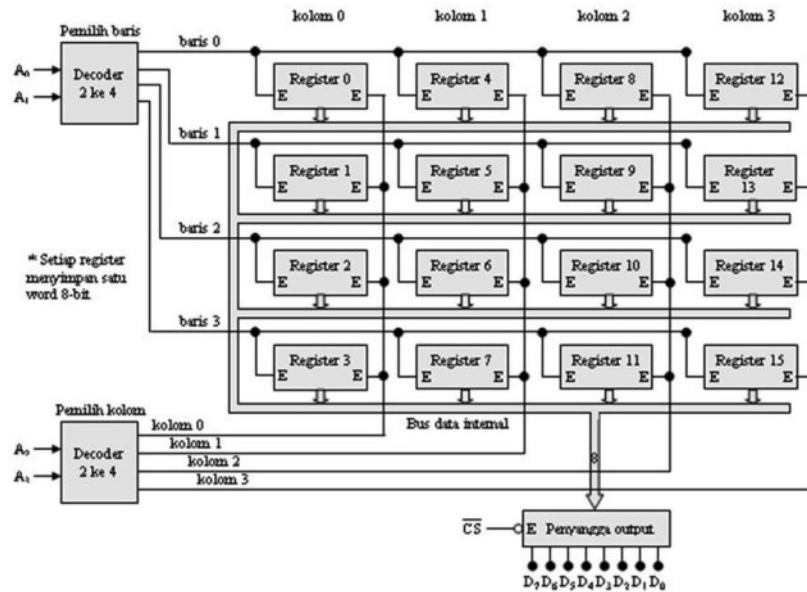 kolom 0 kolom 1 kolom 2 kolom 3
Pemilih baris
baris 0
A₀
A₁
Decoder
2 ke 4
Register 0 Register 4 Register 8 Register 12
E E E E E E E E
baris 1
Register 1 Register 5 Register 9 Register
13
E E E E E E E E
baris 2
* Setiap register
menyimpan satu
word 8-bit
Register 2 Register 6 Register 10 Register 14
E E E E E E E E
baris 3
Register 3 Register 7 Register 11 Register 15
E E E E E E E E
Pemilih kolom
Bus data internal
kolom 0
kolom 1
kolom 2
kolom 3
A₂
Decoder
2 ke 4
8
CS E Penyangga output
D₇ D₆ D₅ D₄ D₃ D₂ D₁ D₀